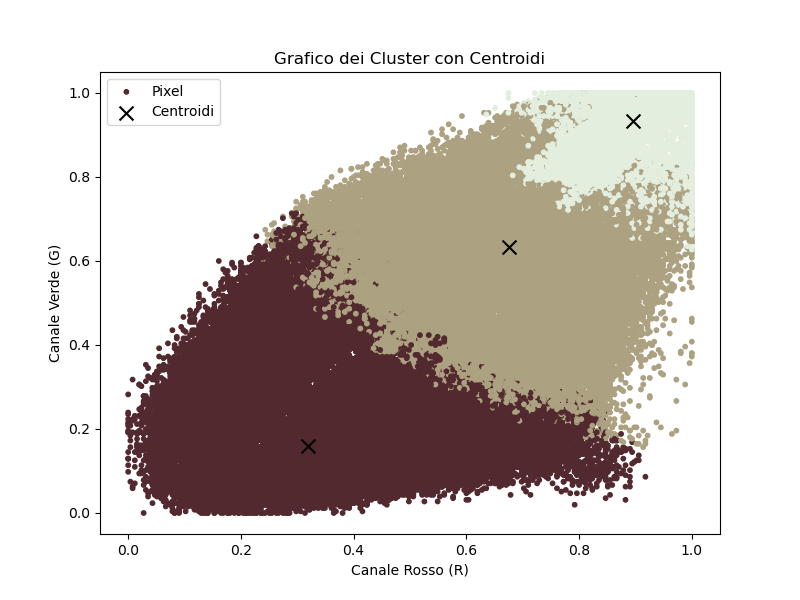 Grafico dei Cluster con Centroidi
Pixel
Centroidi
1.0
0.8
0.6
0.4
0.2
0.0
Canale Verde (G)
0.0 0.2 0.4 0.6 0.8 1.0
Canale Rosso (R)